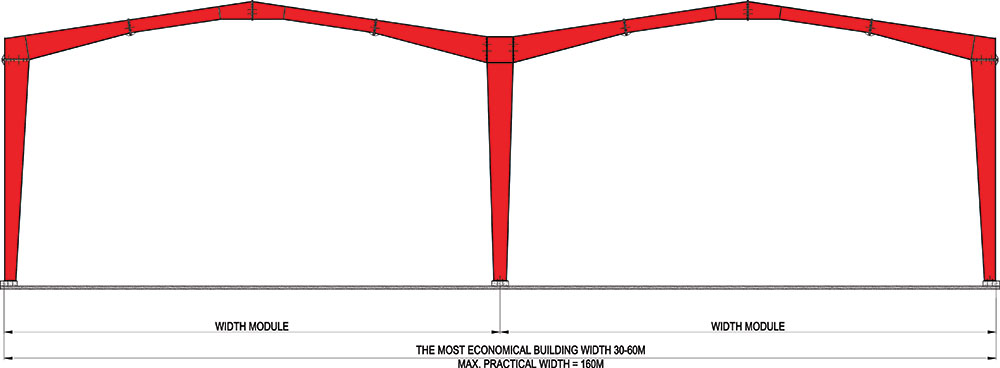 WIDTH MODULE
WIDTH MODULE
THE MOST ECONOMICAL BUILDING WIDTH 30-60M
MAX. PRACTICAL WIDTH = 160M